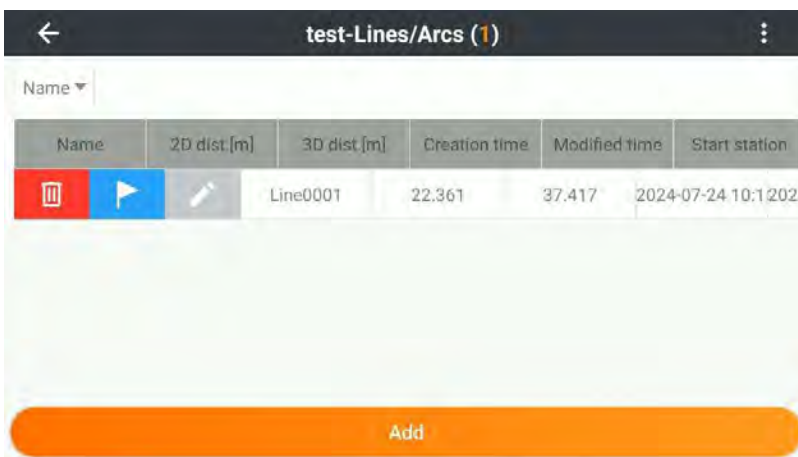 test-Lines/Arcs (1)
Name
Name 2D dist.[m] 3D dist.[m] Creation time Modified time Start station
Line0001 22.361 37.417 2024-07-24 10:1 202
Add